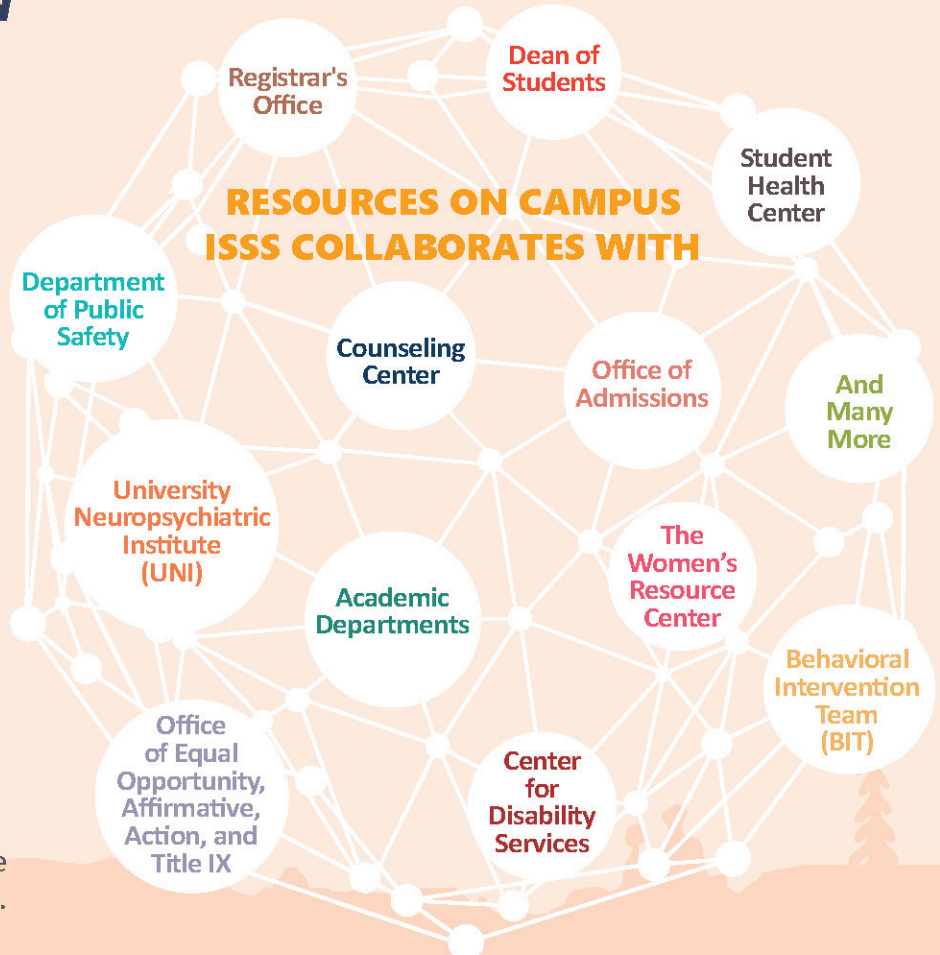 Registrar's
Office
Dean of
Students
Student
Health
Center
RESOURCES ON CAMPUS
ISSS COLLABORATES WITH
Department
of Public
Safety
Counseling
Center
Office of
Admissions
And
Many
More
University
Neuropsychiatric
Institute
(UNI)
The
Women’s
Resource
Center
Academic
Departments
Behavioral
Intervention
Team
(BIT)
Office
of Equal
Opportunity,
Affirmative,
Action, and
Title IX
Center
for
Disability
Services